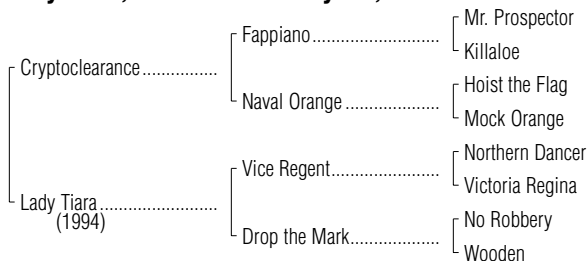 Mr. Prospector
Fappiano
Killaloe
Cryptoclearance
Hoist the Flag
Naval Orange
Mock Orange
Northern Dancer
Vice Regent
Victoria Regina
Lady Tiara
(1994)
No Robbery
Drop the Mark
Wooden